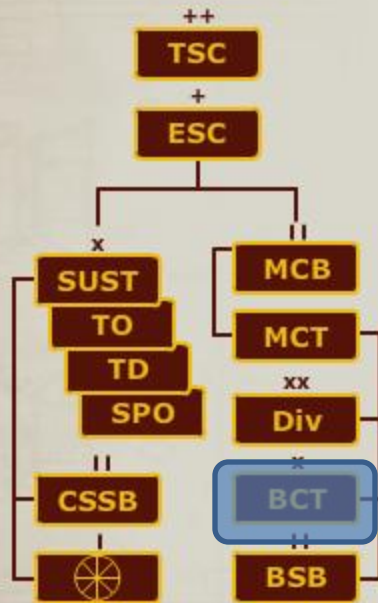 ++
TSC
+
ESC
x
SUST
TO
TD
SPO
II
CSSB
I
II
MCB
MCT
xx
Div
x
BCT
II
BSB